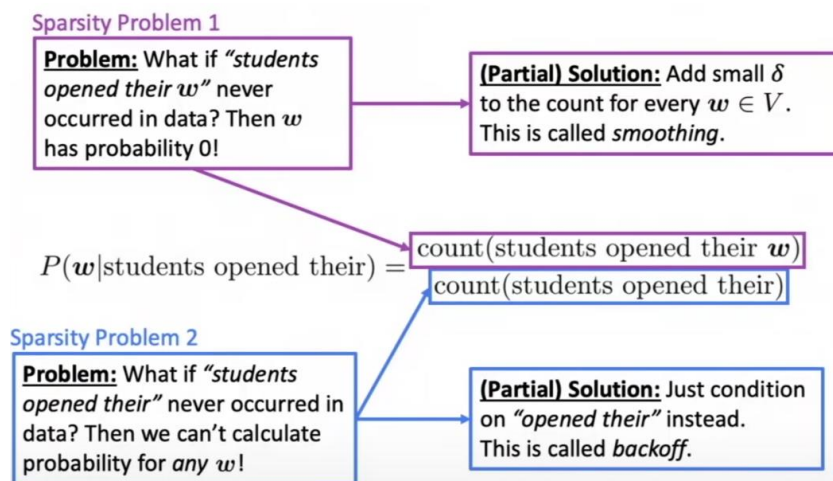 Sparsity Problem 1
Problem: What if “students
opened their w” never
occurred in data? Then w
has probability 0!
(Partial) Solution: Add small δ
to the count for every w ∈ V.
This is called smoothing.
P(w|students opened their) = count(students opened their w)
count(students opened their)
Sparsity Problem 2
Problem: What if “students
opened their” never occurred in
data? Then we can’t calculate
probability for any w!
(Partial) Solution: Just condition
on “opened their” instead.
This is called backoff.